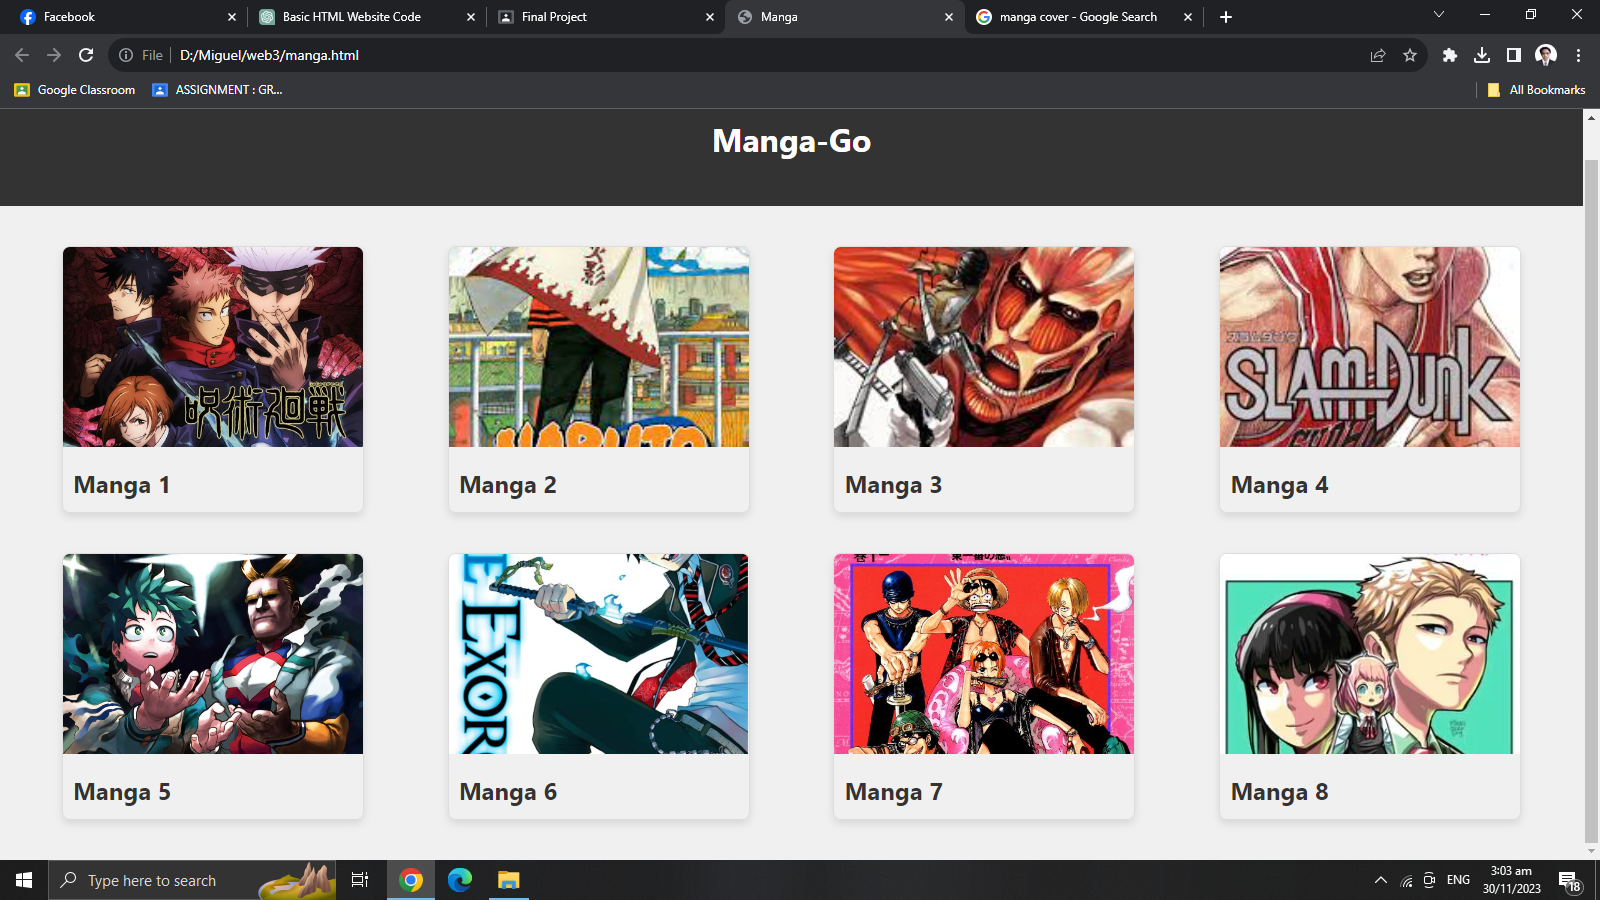 Facebook
Basic HTML Website Code
Final Project
Manga
manga cover - Google Search
File
D:/Miguel/web3/manga.html
Google Classroom
ASSIGNMENT : GR...
All Bookmarks
Manga-Go
呪術廻戦
NARUTO
SLAM DUNK
Manga 1
Manga 2
Manga 3
Manga 4
E EXOR
Manga 5
Manga 6
Manga 7
Manga 8
Type here to search
ENG
3:03 am
30/11/2023
18